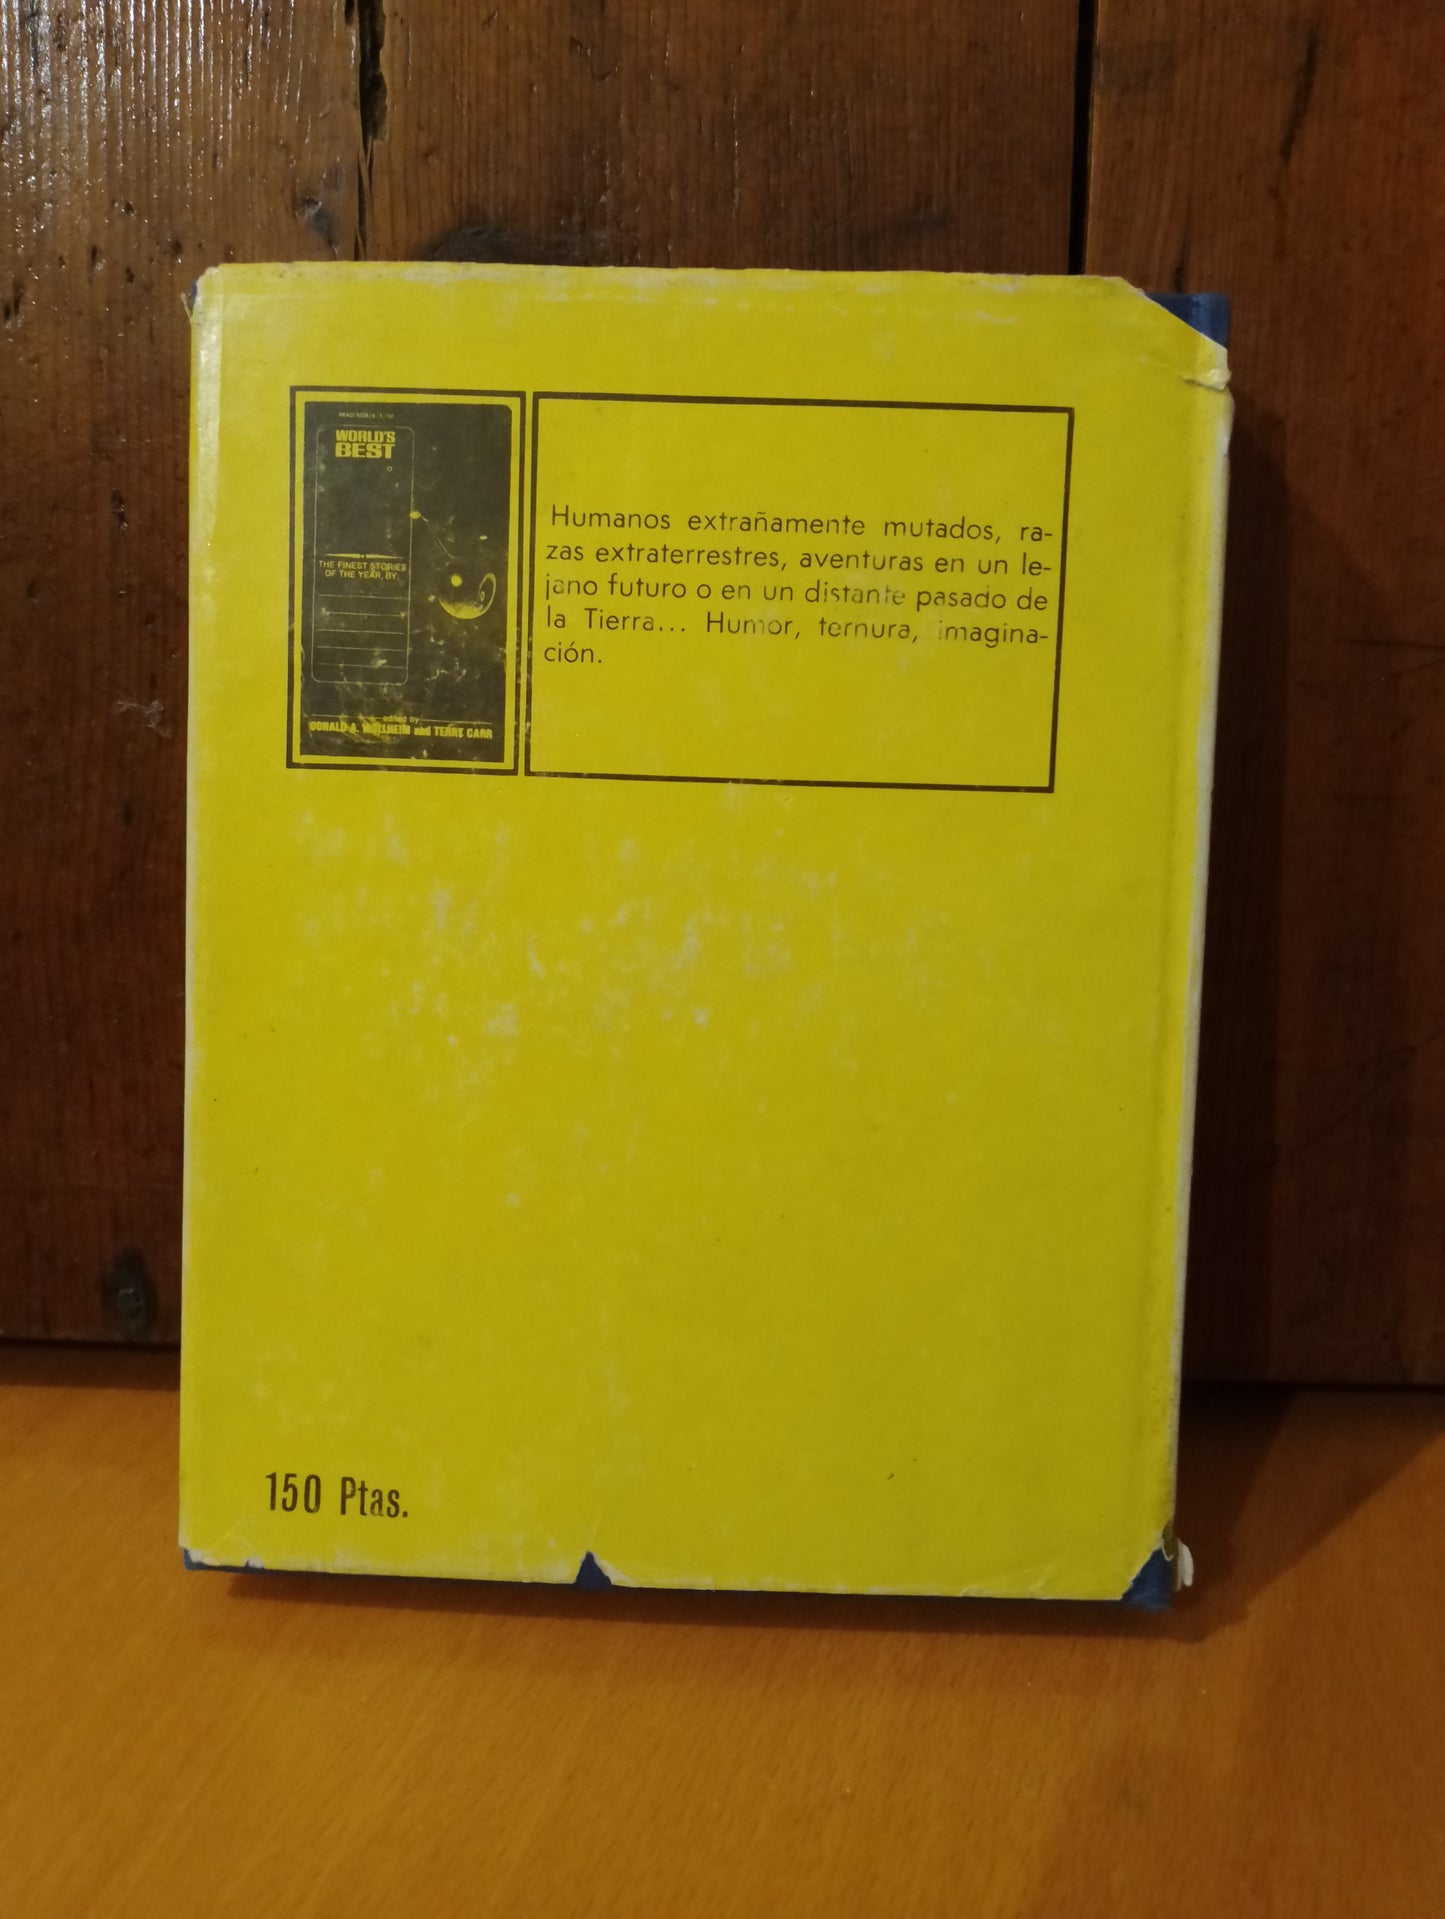 WORLD'S
BEST
THE FINEST STORIES
OF THE YEAR, BY
edited by
DONALD A. WOLLHEIM and TERRY CARR
Humanos extrañamente mutados, ra-
zas extraterrestres, aventuras en un le-
jano futuro o en un distante pasado de
la Tierra... Humor, ternura, imagina-
ción.
150 Ptas.